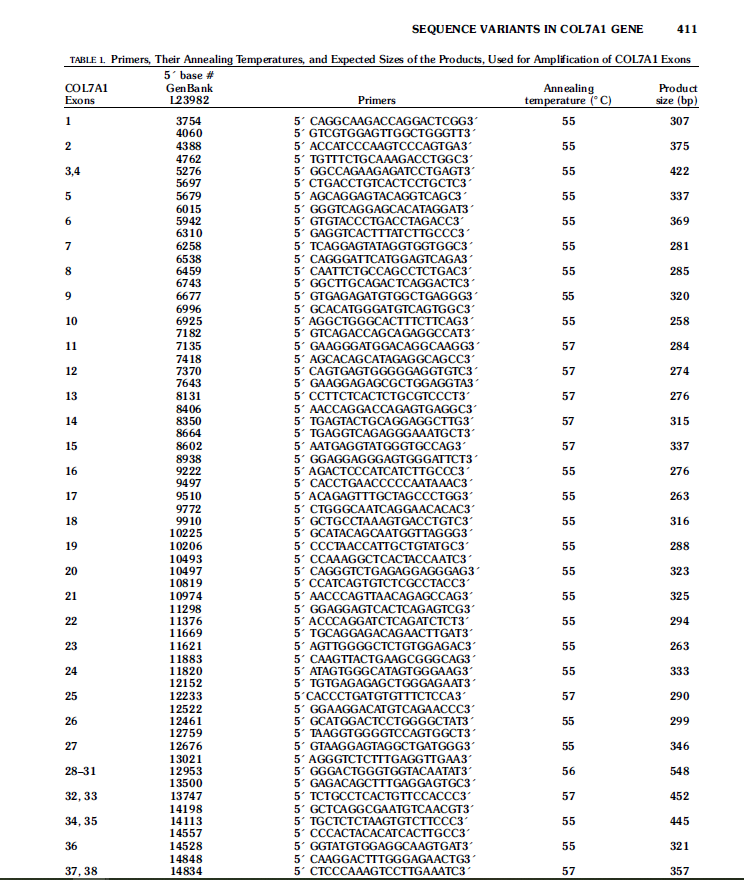 SEQUENCE VARIANTS IN COL7A1 GENE 411
TABLE 1. Primers, Their Annealing Temperatures, and Expected Sizes of the Products, Used for Amplification of COL7A1 Exons
5´ base #
COL7A1 GenBank Annealing Product
Exons L23982 Primers temperature (°C) size (bp)
1 3754 5´ CAGGCAAGACCAGGACTCGG3´ 55 307
4060 5´ GTCGTGGAGTTGGCTGGGTT3´
2 4388 5´ ACCATCCCAAGTCCCAGTGA3´ 55 375
4762 5´ TGTTTCTGCAAAGACCTGGC3´
3,4 5276 5´ GGCCAGAAGAGATCCTGAGT3´ 55 422
5697 5´ CTGACCTGTCACTCCTGCTC3´
5 5679 5´ AGCAGGAGTACAGGTCAGC3´ 55 337
6015 5´ GGGTCAGGAGCACATAGGAT3´
6 5942 5´ GTGTACCCTGACCTAGACC3´ 55 369
6310 5´ GAGGTCACTTTATCTTGCCC3´
7 6258 5´ TCAGGAGTATAGGTGGTGGC3´ 55 281
6538 5´ CAGGGATTCATGGAGTCAGA3´
8 6459 5´ CAATTCTGCCAGCCTCTGAC3´ 55 285
6743 5´ GGCTTGCAGACTCAGGACTC3´
9 6677 5´ GTGAGAGATGTGGCTGAGGG3´ 55 320
6996 5´ GCACATGGGATGTCAGTGGC3´
10 6925 5´ AGGCTGGGCACTTTCTTCAG3´ 55 258
7182 5´ GTCAGACCAGCAGAGGCCAT3´
11 7135 5´ GAAGGGATGGACAGGCAAGG3´ 57 284
7418 5´ AGCACAGCATAGAGGCAGCC3´
12 7370 5´ CAGTGAGTGGGGGAGGTGTC3´ 57 274
7643 5´ GAAGGAGAGCGCTGGAGGTA3´
13 8131 5´ CCTTCTCACTCTGCGTCCCT3´ 57 276
8406 5´ AACCAGGACCAGAGTGAGGC3´
14 8350 5´ TGAGTACTGCAGGAGGCTTG3´ 57 315
8664 5´ TGAGGTCAGAGGGAAATGCT3´
15 8602 5´ AATGAGGTATGGGTGCCAG3´ 57 337
8938 5´ GGAGGAGGGAGTGGGATTCT3´
16 9222 5´ AGACTCCCATCATCTTGCCC3´ 55 276
9497 5´ CACCTGAACCCCCAATAAAC3´
17 9510 5´ ACAGAGTTTGCTAGCCCTGG3´ 55 263
9772 5´ CTGGGCAATCAGGAACACAC3´
18 9910 5´ GCTGCCTAAAGTGACCTGTC3´ 55 316
10225 5´ GCATACAGCAATGGTTAGGG3´
19 10206 5´ CCCTAACCATTGCTGTATGC3´ 55 288
10493 5´ CCAAAGGCTCACTACCAATC3´
20 10497 5´ CAGGGTCTGAGAGGAGGGAG3´ 55 323
10819 5´ CCATCAGTGTCTCGCCTACC3´
21 10974 5´ AACCCAGTTAACAGAGCCAG3´ 55 325
11298 5´ GGAGGAGTCACTCAGAGTCG3´
22 11376 5´ ACCCAGGATCTCAGATCTCT3´ 55 294
11669 5´ TGCAGGAGACAGAACTTGAT3´
23 11621 5´ AGTTGGGGCTCTGTGGAGAC3´ 55 263
11883 5´ CAAGTTACTGAAGCGGGCAG3´
24 11820 5´ ATAGTGGGCATAGTGGGAAG3´ 55 333
12152 5´ TGTGAGAGAGCTGGGAGAAT3´
25 12233 5´CACCCTGATGTGTTTCTCCA3´ 57 290
12522 5´ GGAAGGACATGTCAGAACCC3´
26 12461 5´ GCATGGACTCCTGGGGCTAT3´ 55 299
12759 5´ TAAGGTGGGGTCCAGTGGCT3´
27 12676 5´ GTAAGGAGTAGGCTGATGGG3´ 55 346
13021 5´ AGGGTCTCTTTGAGGTTGAA3´
28–31 12953 5´ GGGACTGGGTGGTACAATAT3´ 56 548
13500 5´ GAGACAGCTTTGAGGAGTGC3´
32, 33 13747 5´ TCTGCCTCACTGTTCCACCC3´ 57 452
14198 5´ GCTCAGGCGAATGTCAACGT3´
34, 35 14113 5´ TGCTCTCTAAGTGTCTTCCC3´ 55 445
14557 5´ CCCACTACACATCACTTGCC3´
36 14528 5´ GGTATGTGGAGGCAAGTGAT3´ 55 321
14848 5´ CAAGGACTTTGGGAGAACTG3´
37, 38 14834 5´ CTCCCAAAGTCCTTGAAATC3´ 57 357